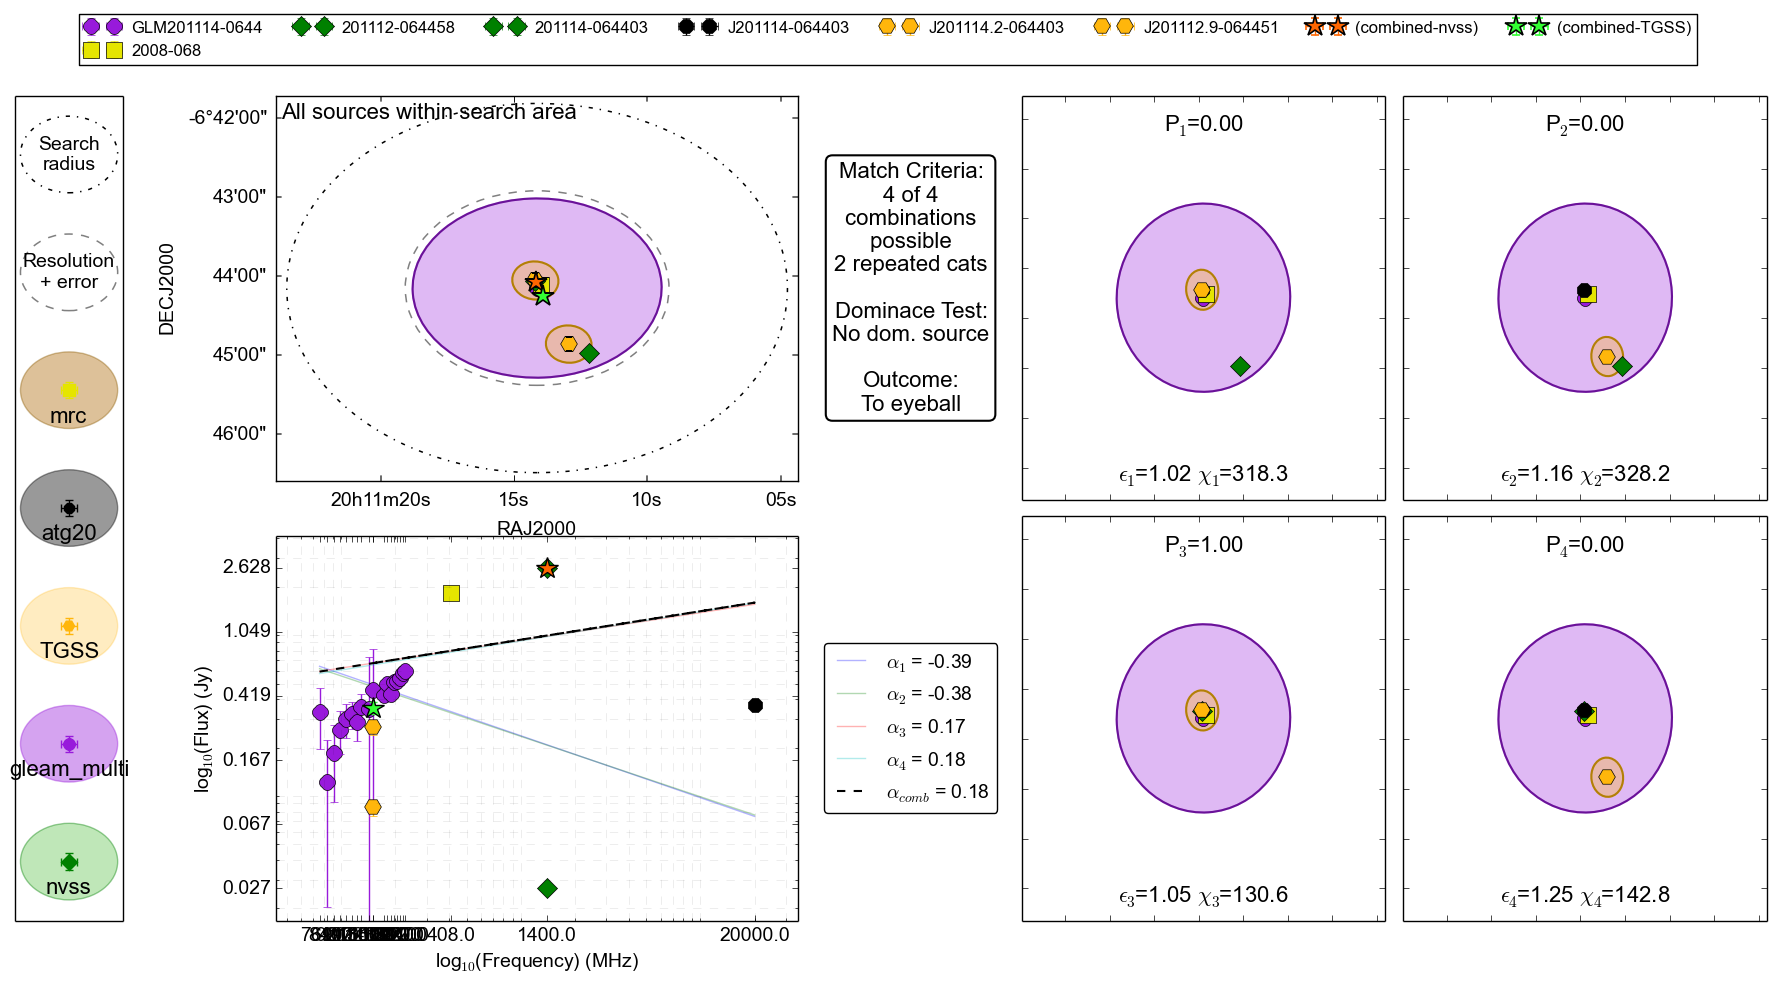 GLM201114-0644
201112-064458
201114-064403
J201114-064403
J201114.2-064403
J201112.9-064451
(combined-nvss)
(combined-TGSS)
2008-068
Search
radius
Resolution
+ error
mrc
atg20
TGSS
gleam_multi
nvss
All sources within search area
-6°42'00"
43'00"
44'00"
45'00"
46'00"
DECJ2000
20h11m20s
15s
10s
05s
RAJ2000
Match Criteria:
4 of 4
combinations
possible
2 repeated cats
Dominace Test:
No dom. source
Outcome:
To eyeball
P1=0.00
ϵ1=1.02 χ1=318.3
P2=0.00
ϵ2=1.16 χ2=328.2
P3=1.00
ϵ3=1.05 χ3=130.6
P4=0.00
ϵ4=1.25 χ4=142.8
2.628
1.049
0.419
0.167
0.067
0.027
log10(Flux) (Jy)
408.0
1400.0
20000.0
log10(Frequency) (MHz)
α1 = -0.39
α2 = -0.38
α3 = 0.17
α4 = 0.18
αcomb = 0.18